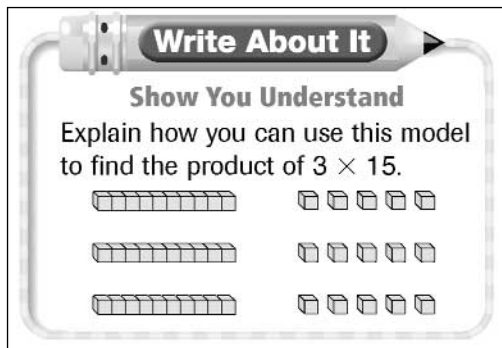 Write About It
Show You Understand
Explain how you can use this model
to find the product of 3 × 15.